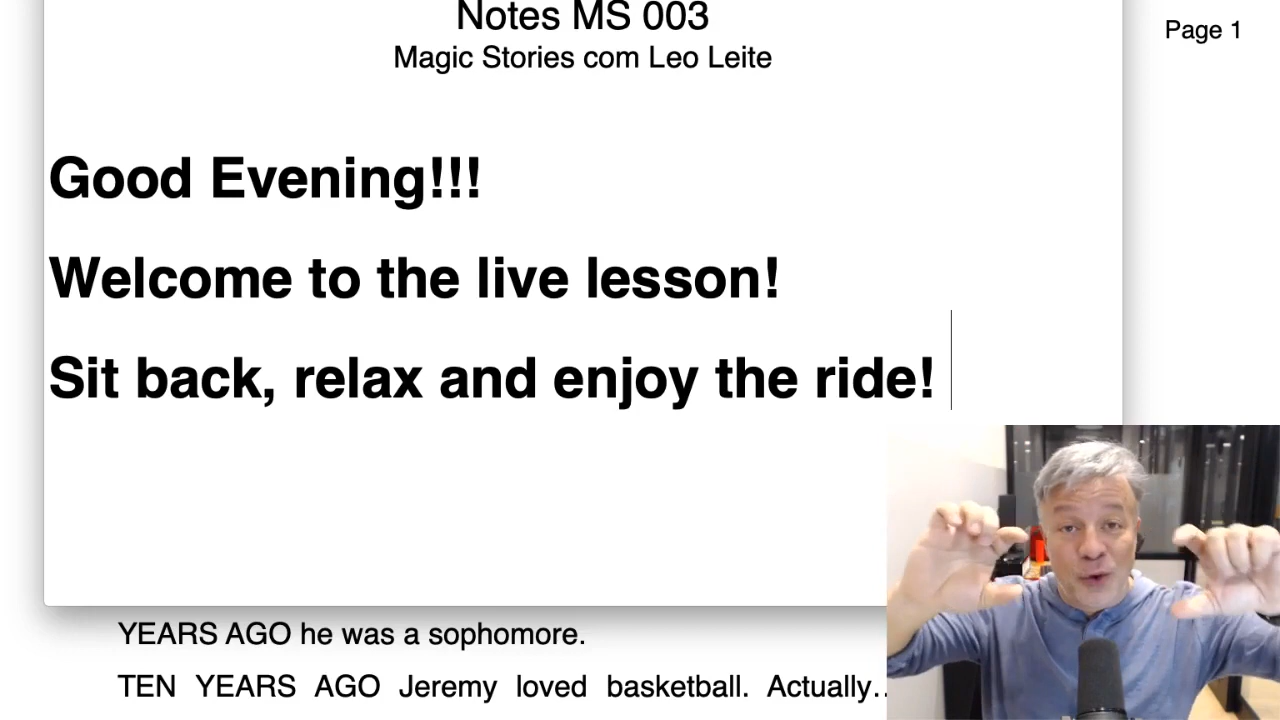 Notes MS 003
Magic Stories com Leo Leite
Page 1
Good Evening!!!
Welcome to the live lesson!
Sit back, relax and enjoy the ride!
YEARS AGO he was a sophomore.
TEN YEARS AGO Jeremy loved basketball. Actually..